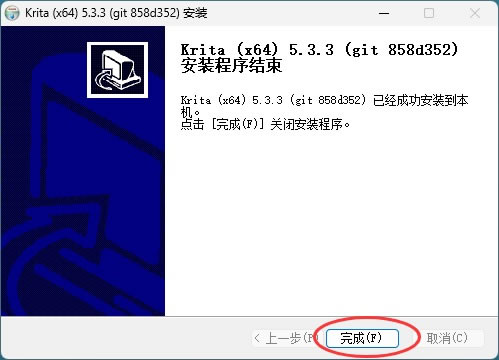 Krita (x64) 5.3.3 (git 858d352) 安装
Krita (x64) 5.3.3 (git 858d352)
安装程序结束
Krita (x64) 5.3.3 (git 858d352) 已经成功安装到本
机。
点击 [完成(F)] 关闭安装程序。
< 上一步(P) 完成(F) 取消(C)